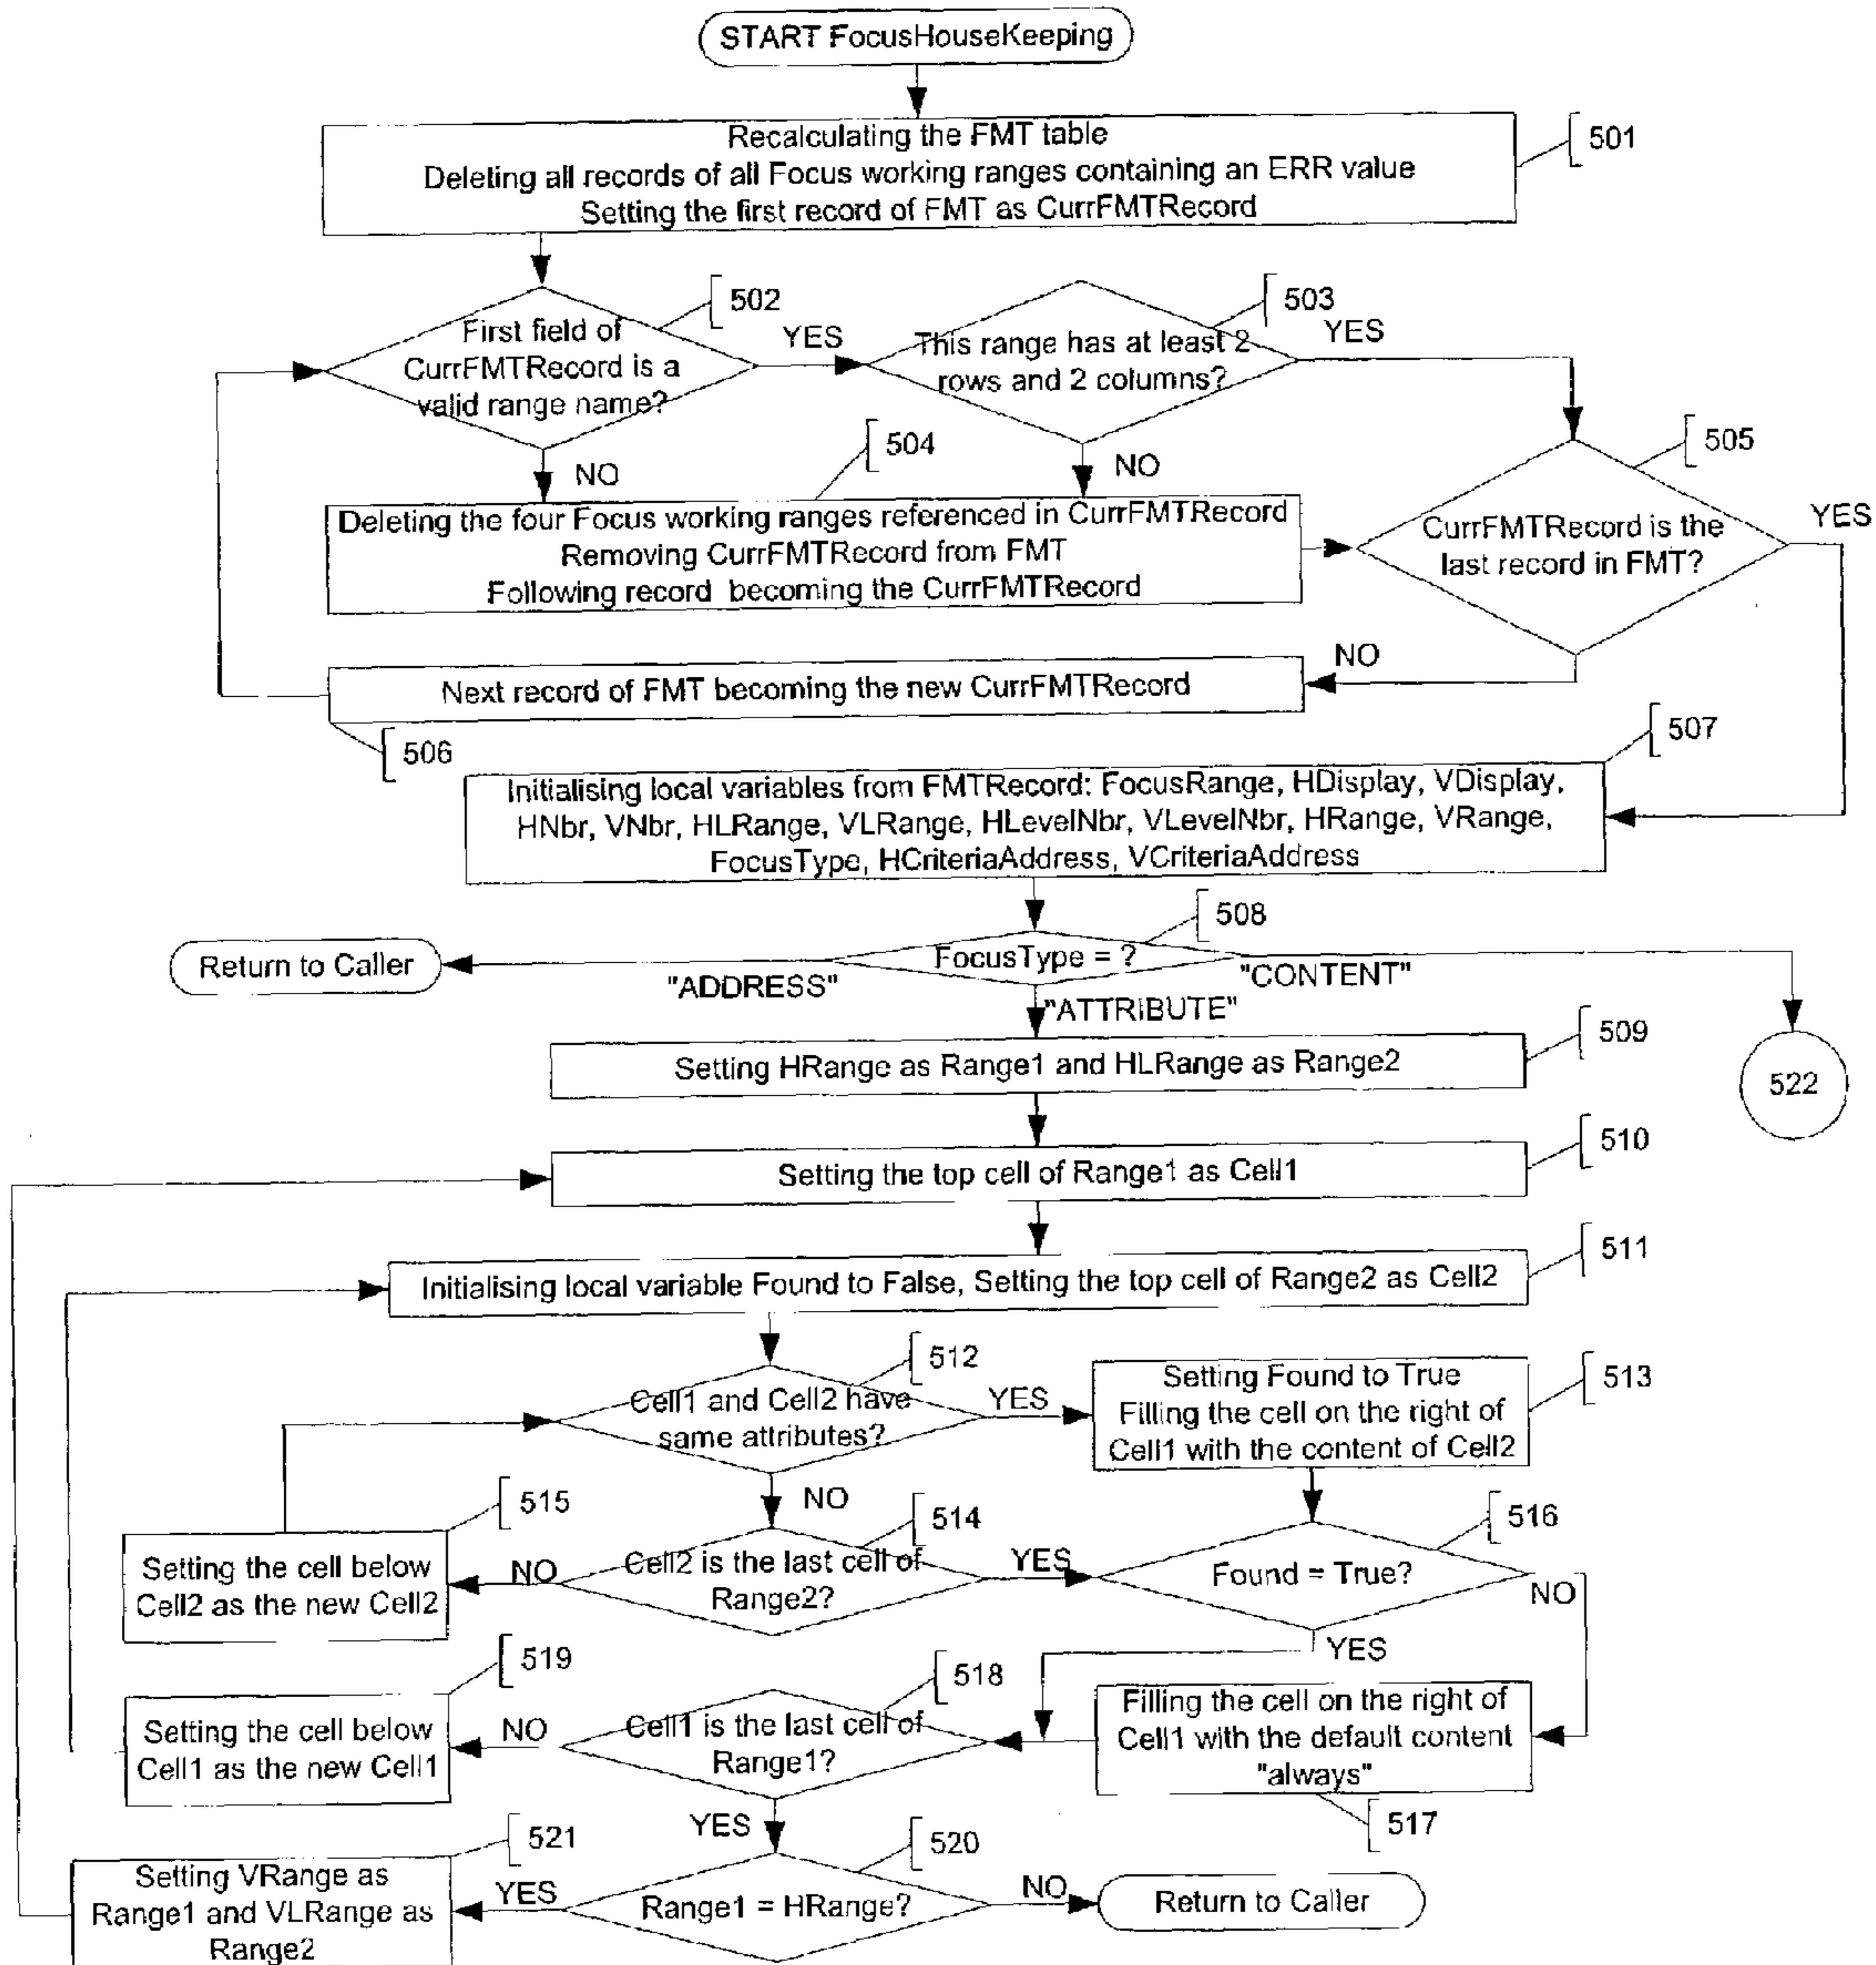 START FocusHouseKeeping
Recalculating the FMT table
Deleting all records of all Focus working ranges containing an ERR value
Setting the first record of FMT as CurrFMTRecord
501
First field of
CurrFMTRecord is a
valid range name?
502
YES
NO
This range has at least 2
rows and 2 columns?
503
YES
NO
504
Deleting the four Focus working ranges referenced in CurrFMTRecord
Removing CurrFMTRecord from FMT
Following record becoming the CurrFMTRecord
505
CurrFMTRecord is the
last record in FMT?
YES
NO
Next record of FMT becoming the new CurrFMTRecord
506
507
Initialising local variables from FMTRecord: FocusRange, HDisplay, VDisplay,
HNbr, VNbr, HLRange, VLRange, HLevelNbr, VLevelNbr, HRange, VRange,
FocusType, HCriteriaAddress, VCriteriaAddress
508
FocusType = ?
Return to Caller
"ADDRESS"
"ATTRIBUTE"
"CONTENT"
522
Setting HRange as Range1 and HLRange as Range2
509
Setting the top cell of Range1 as Cell1
510
Initialising local variable Found to False, Setting the top cell of Range2 as Cell2
511
Cell1 and Cell2 have
same attributes?
512
YES
NO
Setting Found to True
Filling the cell on the right of
Cell1 with the content of Cell2
513
515
Setting the cell below
Cell2 as the new Cell2
NO
Cell2 is the last cell of
Range2?
514
YES
Found = True?
516
NO
YES
519
Setting the cell below
Cell1 as the new Cell1
NO
Cell1 is the last cell of
Range1?
518
YES
Filling the cell on the right of
Cell1 with the default content
"always"
517
521
Setting VRange as
Range1 and VLRange as
Range2
YES
Range1 = HRange?
520
NO
Return to Caller